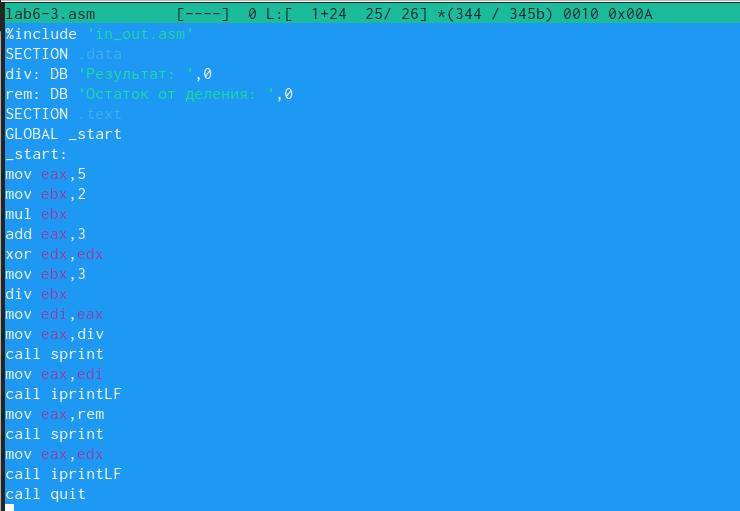 lab6-3.asm [----] 0 L:[ 1+24 25/ 26] *(344 / 345b) 0010 0x00A
%include 'in_out.asm'
SECTION .data
div: DB 'Результат: ',0
rem: DB 'Остаток от деления: ',0
SECTION .text
GLOBAL _start
_start:
mov eax,5
mov ebx,2
mul ebx
add eax,3
xor edx,edx
mov ebx,3
div ebx
mov edi,eax
mov eax,div
call sprint
mov eax,edi
call iprintLF
mov eax,rem
call sprint
mov eax,edx
call iprintLF
call quit